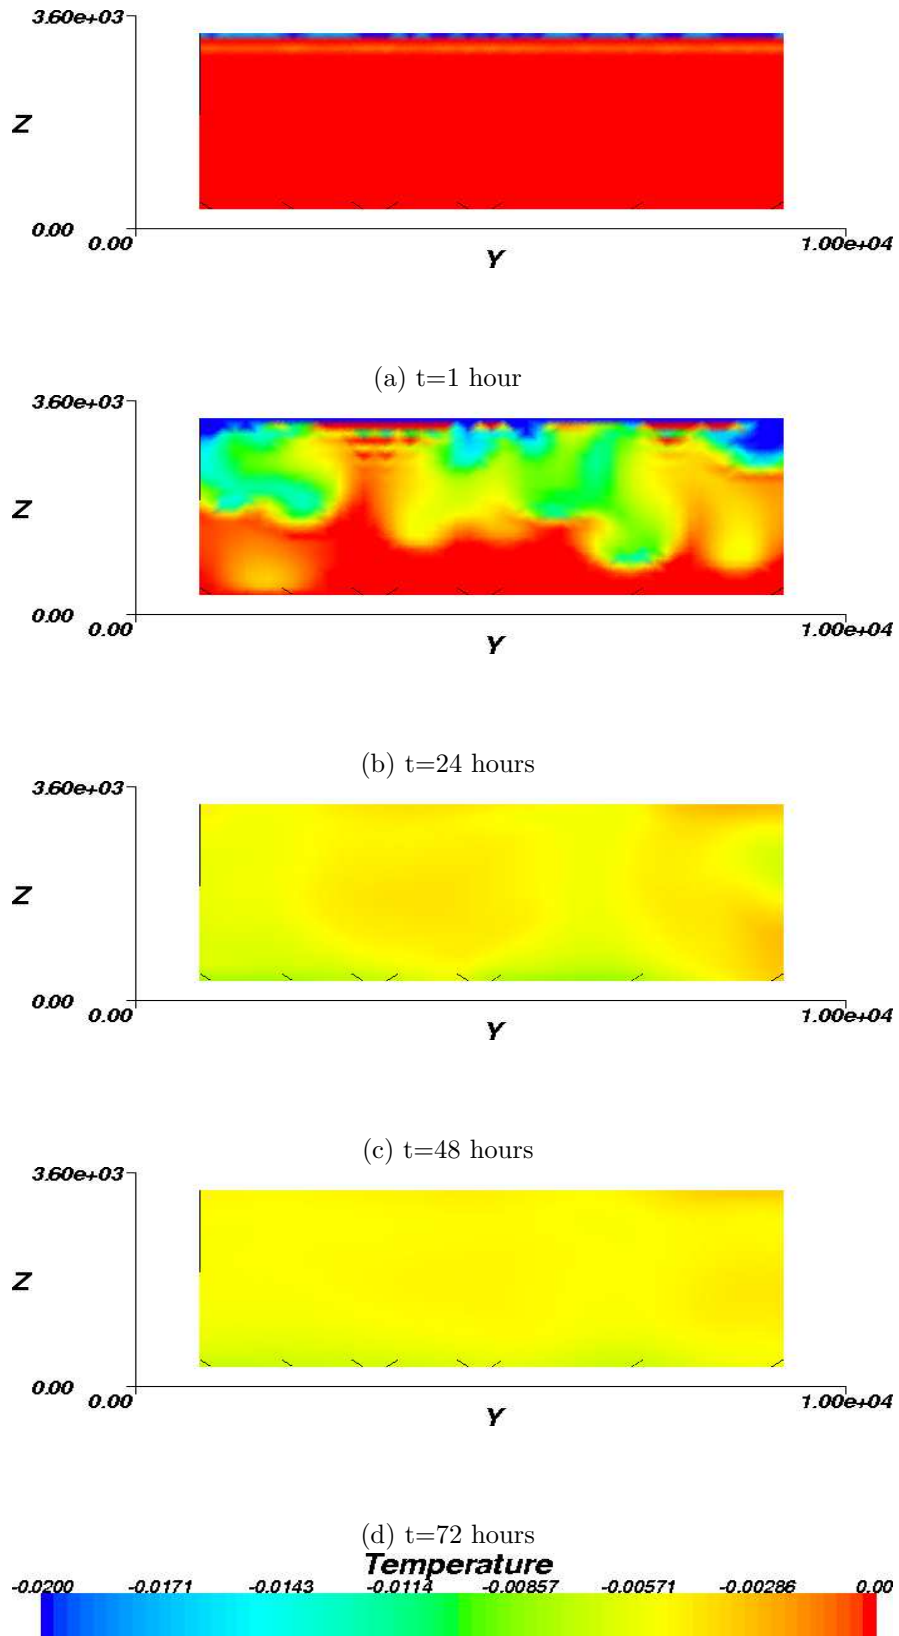 3.60e+03
Z
0.00 0.00 1.00e+04
Y
(a) t=1 hour
3.60e+03
Z
0.00 0.00 1.00e+04
Y
(b) t=24 hours
3.60e+03
Z
0.00 0.00 1.00e+04
Y
(c) t=48 hours
3.60e+03
Z
0.00 0.00 1.00e+04
Y
(d) t=72 hours
Temperature
-0.0200 -0.0171 -0.0143 -0.0114 -0.00857 -0.00571 -0.00286 0.00